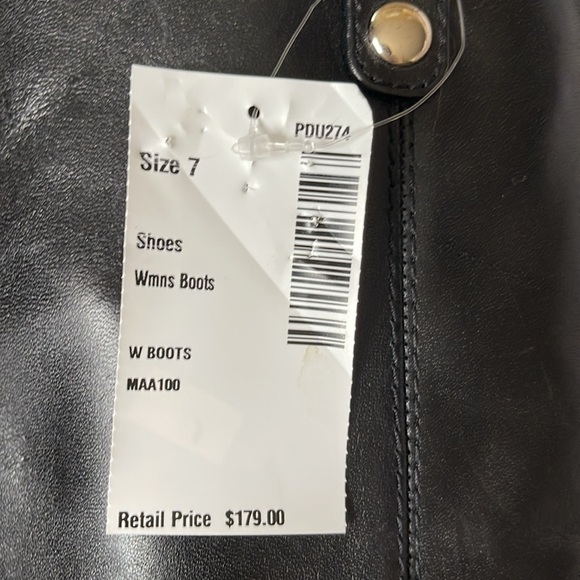 PDU274
Size 7
Shoes
Wmns Boots
W BOOTS
MAA100
Retail Price $179.00